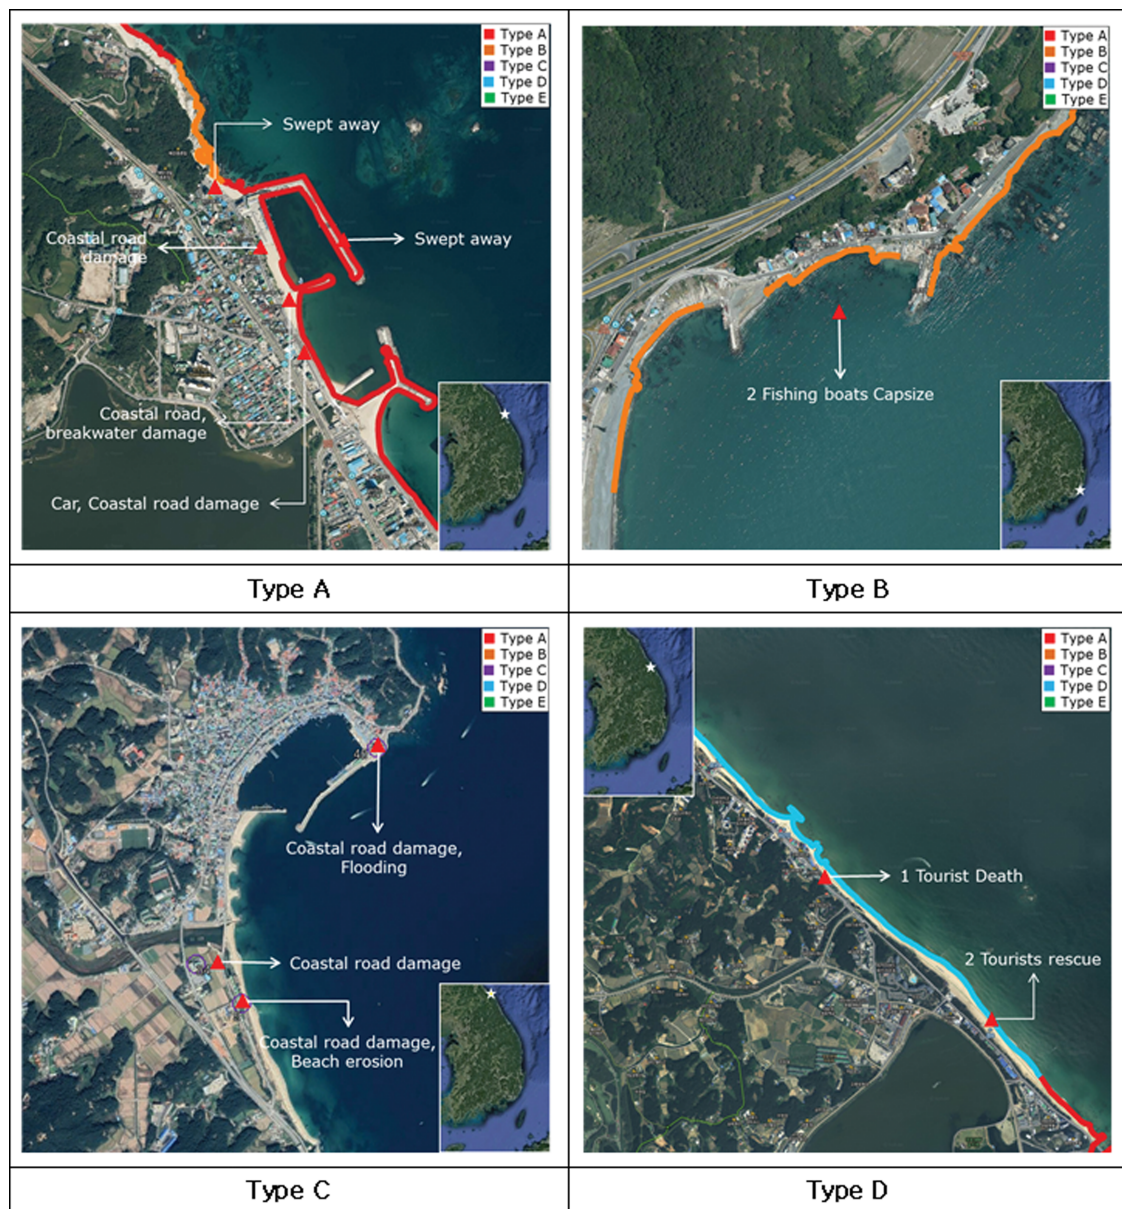 Type A
Type B
Type C
Type D
Type E
Swept away
Coastal road
damage
Swept away
Coastal road,
breakwater damage
Car, Coastal road damage
Type A
Type A
Type B
Type C
Type D
Type E
2 Fishing boats Capsize
Type B
Type A
Type B
Type C
Type D
Type E
Coastal road damage,
Flooding
Coastal road damage
Coastal road damage,
Beach erosion
Type C
Type A
Type B
Type C
Type D
Type E
1 Tourist Death
2 Tourists rescue
Type D